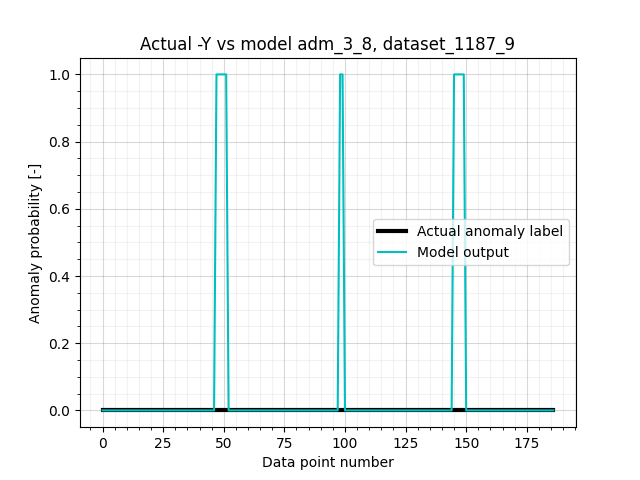 Actual -Y vs model adm_3_8, dataset_1187_9
1.0
0.8
0.6
0.4
0.2
0.0
Anomaly probability [-]
Actual anomaly label
Model output
0 25 50 75 100 125 150 175
Data point number